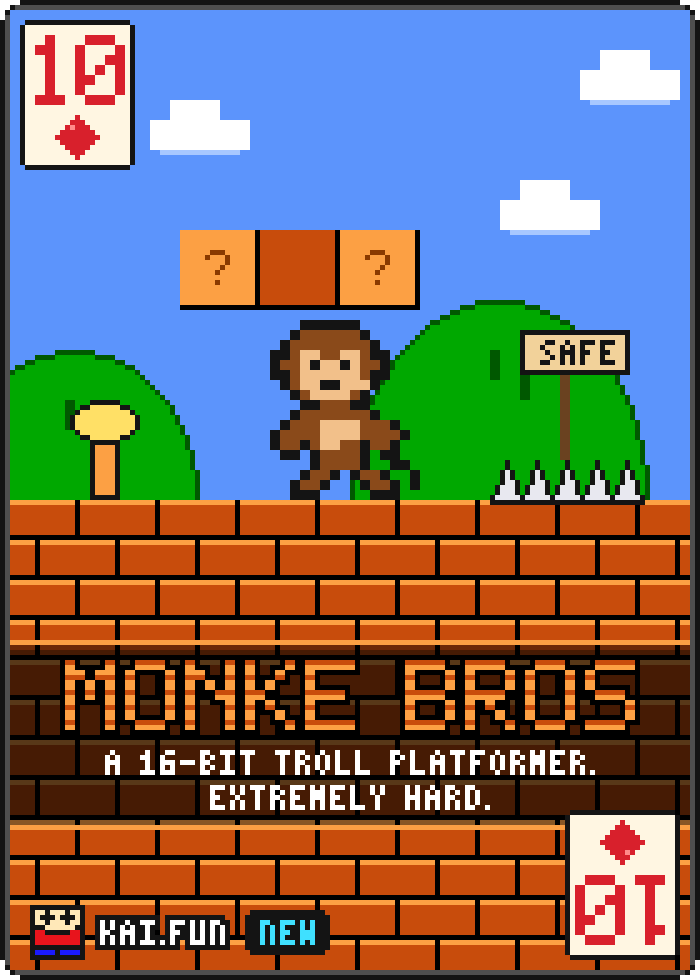 10
? ?
SAFE
MONKE BROS
A 16-BIT TROLL PLATFORMER.
EXTREMELY HARD.
KAI.FUN NEW
10